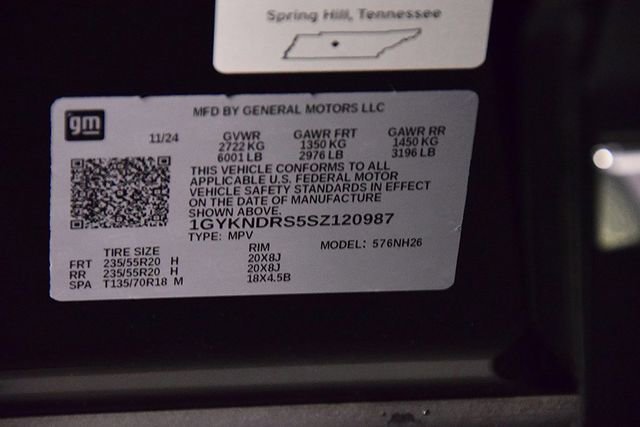 Spring Hill, Tennessee
gm
MFD BY GENERAL MOTORS LLC
11/24 GVWR GAWR FRT GAWR RR
2722 KG 1350 KG 1450 KG
6001 LB 2976 LB 3196 LB
THIS VEHICLE CONFORMS TO ALL
APPLICABLE U.S. FEDERAL MOTOR
VEHICLE SAFETY STANDARDS IN EFFECT
ON THE DATE OF MANUFACTURE
SHOWN ABOVE.
1GYKNDRS5SZ120987
TYPE: MPV MODEL: 576NH26
TIRE SIZE RIM
FRT 235/55R20 H 20X8J
RR 235/55R20 H 20X8J
SPA T135/70R18 M 18X4.5B